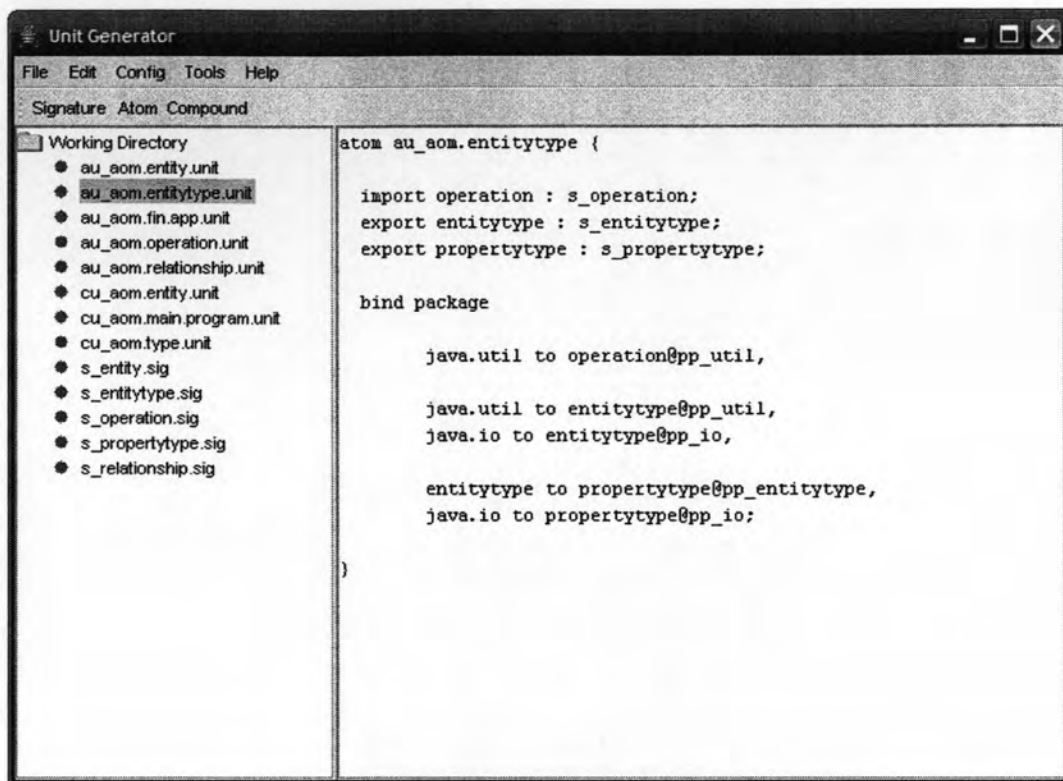 Unit Generator
File Edit Config Tools Help
Signature Atom Compound
Working Directory
au_aom.entity.unit
au_aom.entitytype.unit
au_aom.fin.app.unit
au_aom.operation.unit
au_aom.relationship.unit
cu_aom.entity.unit
cu_aom.main.program.unit
cu_aom.type.unit
s_entity.sig
s_entitytype.sig
s_operation.sig
s_propertytype.sig
s_relationship.sig
atom au_aom.entitytype {
import operation : s_operation;
export entitytype : s_entitytype;
export propertytype : s_propertytype;
bind package
java.util to operation@pp_util,
java.util to entitytype@pp_util,
java.io to entitytype@pp_io,
entitytype to propertytype@pp_entitytype,
java.io to propertytype@pp_io;
}